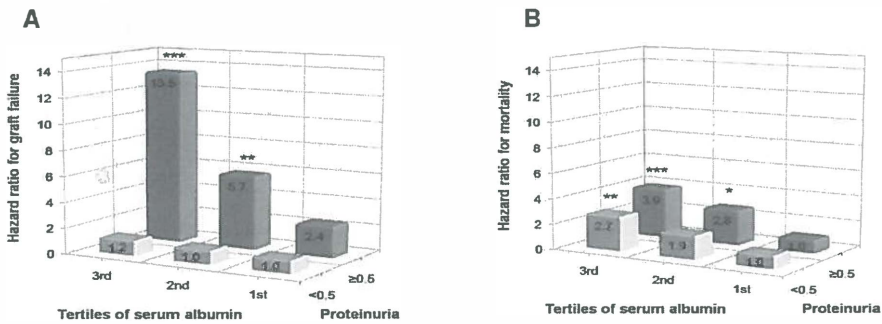 A
Hazard ratio for graft failure
14
12
10
8
6
4
2
0
***
13.5
**
5.7
2.4
1.2
1.0
1.0
3rd
2nd
1st
<0.5
≥0.5
Tertiles of serum albumin
Proteinuria
B
Hazard ratio for mortality
14
12
10
8
6
4
2
0
**
***
*
3.9
2.8
2.7
1.9
1.0
3rd
2nd
1st
<0.5
≥0.5
Tertiles of serum albumin
Proteinuria